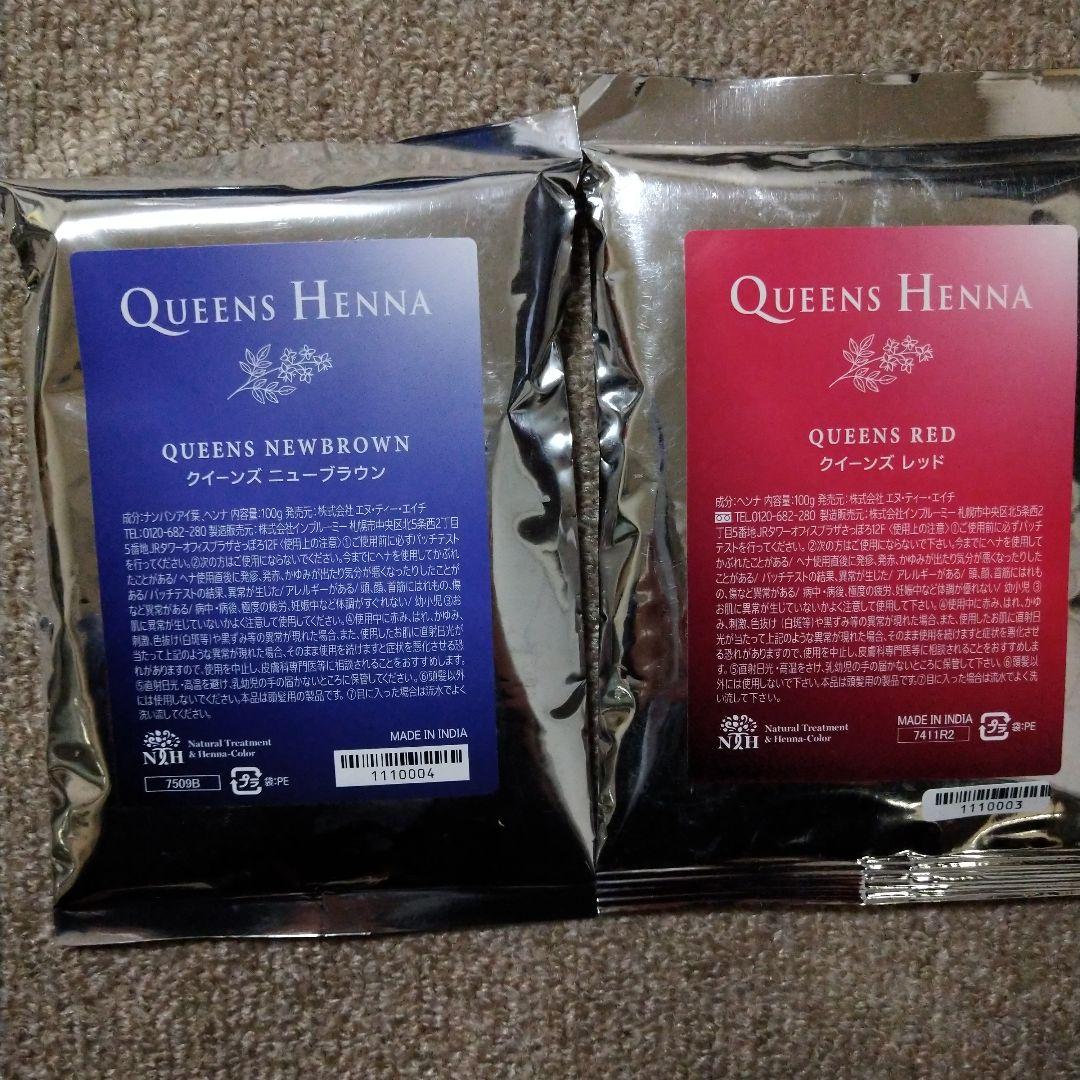 QUEENS HENNA
QUEENS NEWBROWN
クイーンズ ニューブラウン
成分:ナンバンアイ葉、ヘンナ 内容量:100g 発売元:株式会社 エヌ・ティー・エイチ
TEL:0120-682-280 製造販売元:株式会社インブルーミー 札幌市中央区北5条西2丁目
5番地 JRタワーオフィスプラザさっぽろ12F 〈使用上の注意〉①ご使用前に必ずパッチテスト
を行ってください。②次の方はご使用にならないでください。今までにヘナを使用してかぶれ
たことがある/ ヘナ使用直後に発疹、発赤、かゆみが出たり気分が悪くなったりしたことが
ある/ パッチテストの結果、異常が生じた/ アレルギーがある/ 頭、顔、首筋にはれもの、傷
など異常がある/ 病中・病後、極度の疲労、妊娠中など体調がすぐれない/ 幼小児 ③お
肌に異常が生じていないかよく注意して使用してください。④使用中に赤み、はれ、かゆみ、
刺激、色抜け(白斑等)や黒ずみ等の異常が現れた場合、また、使用したお肌に直射日光が
当たって上記のような異常が現れた場合、そのまま使用を続けますと症状を悪化させる恐
れがありますので、使用を中止し、皮膚科専門医等に相談されることをおすすめします。
⑤直射日光・高温を避け、乳幼児の手の届かないところに保管してください。⑥頭髪以外
には使用しないでください。本品は頭髪用の製品です。⑦目に入った場合は流水でよく
洗い流してください。
NTH
Natural Treatment
& Henna-Color
MADE IN INDIA
7509B
プラ 袋:PE
1110004
QUEENS HENNA
QUEENS RED
クイーンズ レッド
成分:ヘンナ 内容量:100g 発売元:株式会社 エヌ・ティー・エイチ
TEL.0120-682-280 製造販売元:株式会社インブルーミー 札幌市中央区北5条西2
丁目5番地 JRタワーオフィスプラザさっぽろ12F 〈使用上の注意〉①ご使用前に必ずパッチ
テストを行ってください。②次の方はご使用にならないで下さい。今までにヘナを使用して
かぶれたことがある/ ヘナ使用直後に発疹、発赤、かゆみが出たり気分が悪くなったりした
ことがある/ パッチテストの結果、異常が生じた/ アレルギーがある/ 頭、顔、首筋にはれも
の、傷など異常がある/ 病中・病後、極度の疲労、妊娠中など体調が優れない/ 幼小児 ③
お肌に異常が生じていないかよく注意して使用して下さい。④使用中に赤み、はれ、かゆ
み、刺激、色抜け(白斑等)や黒ずみ等の異常が現れた場合、また、使用したお肌に直射日
光が当たって上記のような異常が現れた場合、そのまま使用を続けますと症状を悪化させ
る恐れがありますので、使用を中止し、皮膚科専門医等に相談されることをおすすめしま
す。⑤直射日光・高温をさけ、乳幼児の手の届かないところに保管して下さい。⑥頭髪以
外には使用しないで下さい。本品は頭髪用の製品です。⑦目に入った場合は流水でよく洗
い流して下さい。
NTH
Natural Treatment
& Henna-Color
MADE IN INDIA
7411R2
プラ 袋:PE
1110003